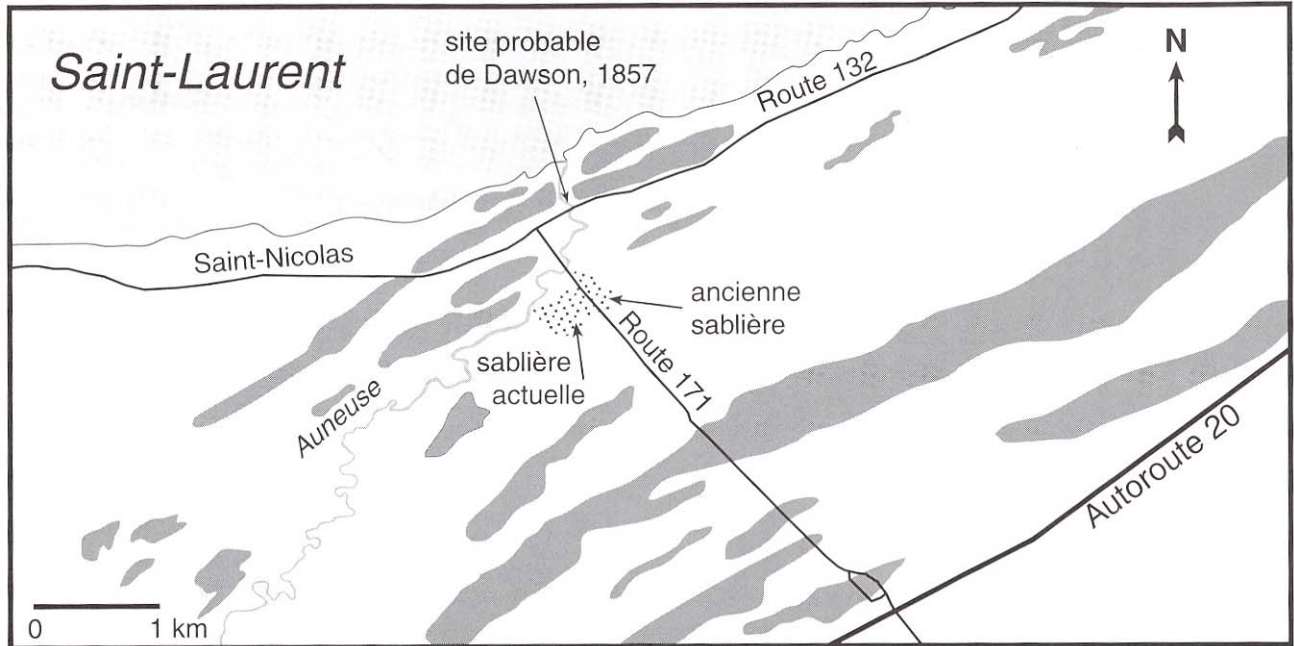 Saint-Laurent
site probable
de Dawson, 1857
Route 132
N
Saint-Nicolas
ancienne
sablière
Route 171
sablière
actuelle
Auneuse
Autoroute 20
0 1 km